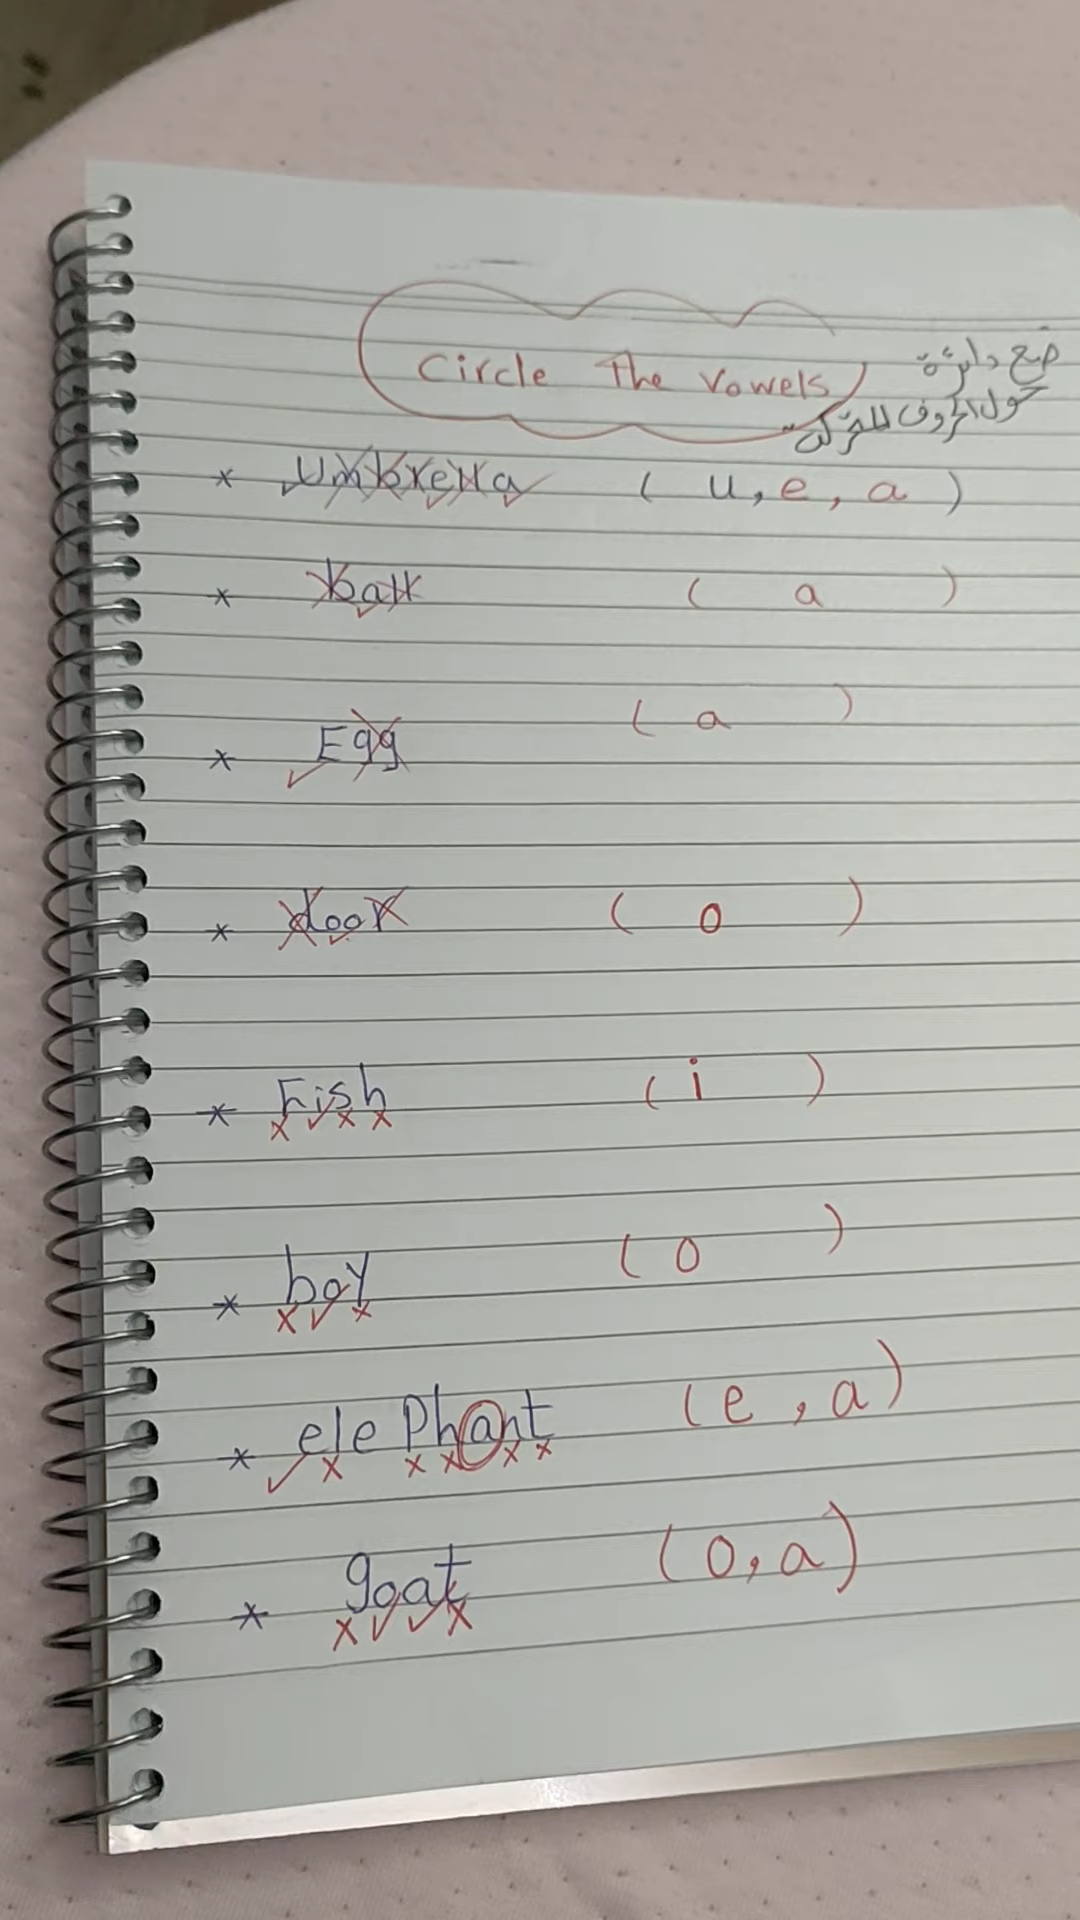 Circle The Vowels
ضع دائرة
حول الحروف المتحركة
* Umbrella ( u, e, a )
* ball ( a )
* Egg ( a )
* door ( o )
* Fish ( i )
* boy ( o )
* elePhant ( e , a )
* goat ( o, a )